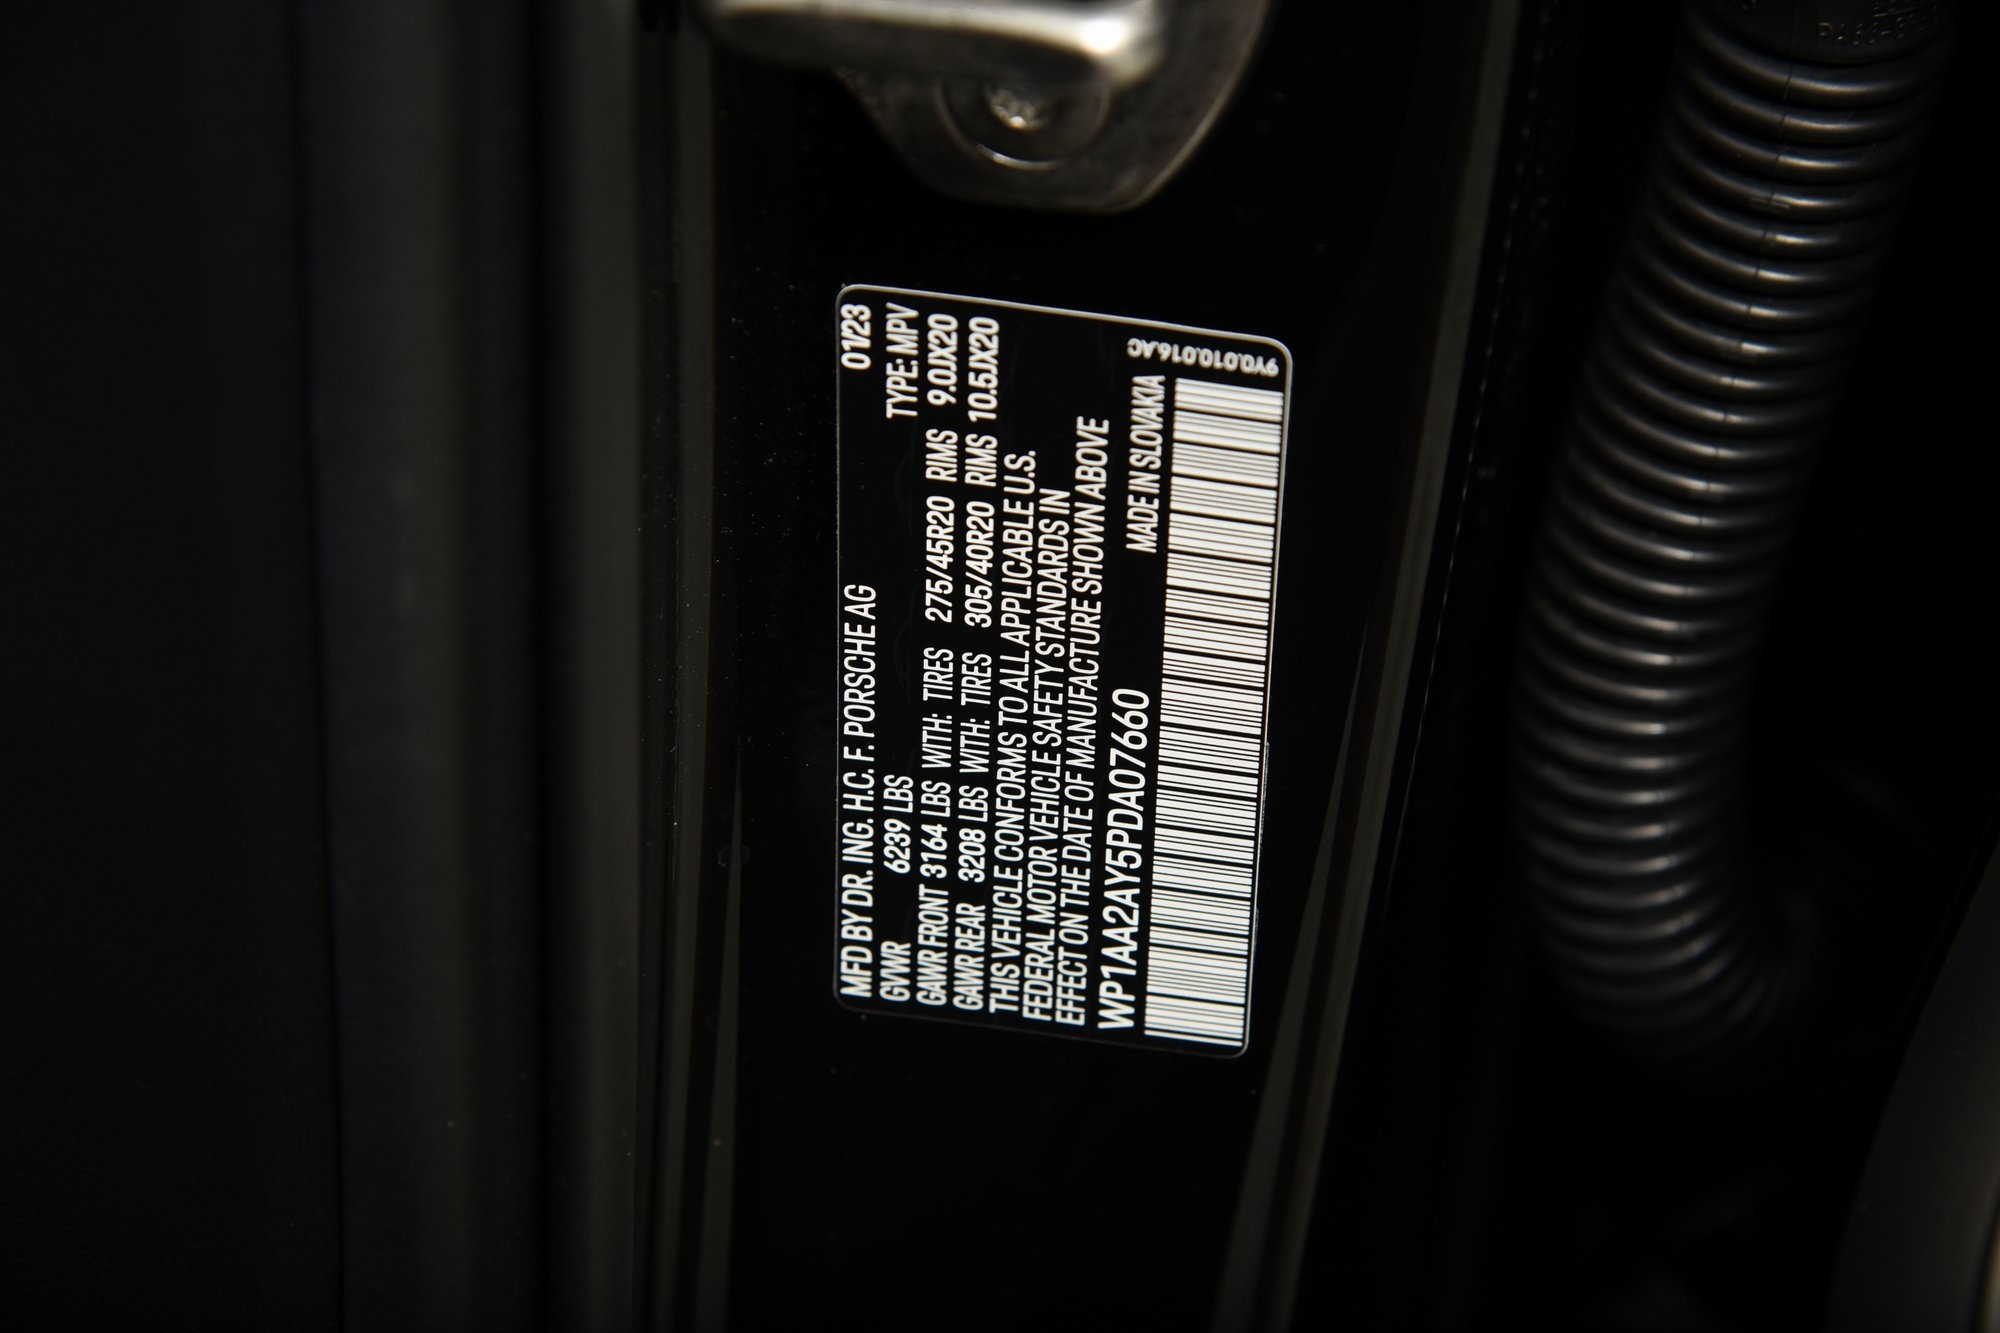 MFD BY DR. ING. H.C. F. PORSCHE AG 01/23
GVWR 6239 LBS TYPE: MPV
GAWR FRONT 3164 LBS WITH: TIRES 275/45R20 RIMS 9.0JX20
GAWR REAR 3208 LBS WITH: TIRES 305/40R20 RIMS 10.5JX20
THIS VEHICLE CONFORMS TO ALL APPLICABLE U.S.
FEDERAL MOTOR VEHICLE SAFETY STANDARDS IN
EFFECT ON THE DATE OF MANUFACTURE SHOWN ABOVE
WP1AA2AY5PDA07660 MADE IN SLOVAKIA
9Y0.010.016.AC